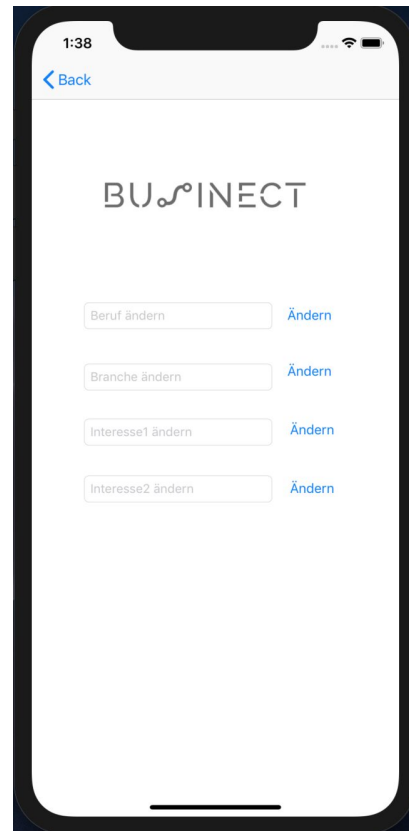 1:38
Back
BUSINECT
Beruf ändern Ändern
Branche ändern Ändern
Interesse1 ändern Ändern
Interesse2 ändern Ändern